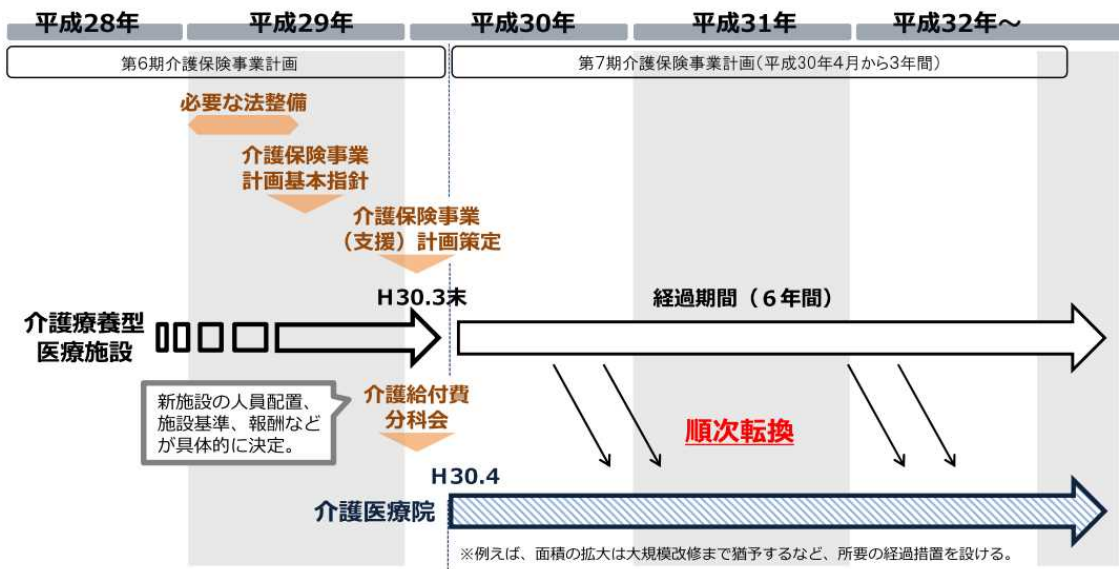 平成28年
平成29年
平成30年
平成31年
平成32年～
第6期介護保険事業計画
第7期介護保険事業計画(平成30年4月から3年間)
必要な法整備
介護保険事業
計画基本指針
介護保険事業
（支援）計画策定
H30.3末
経過期間（６年間）
介護療養型
医療施設
新施設の人員配置、
施設基準、報酬など
が具体的に決定。
介護給付費
分科会
順次転換
H30.4
介護医療院
※例えば、面積の拡大は大規模改修まで猶予するなど、所要の経過措置を設ける。